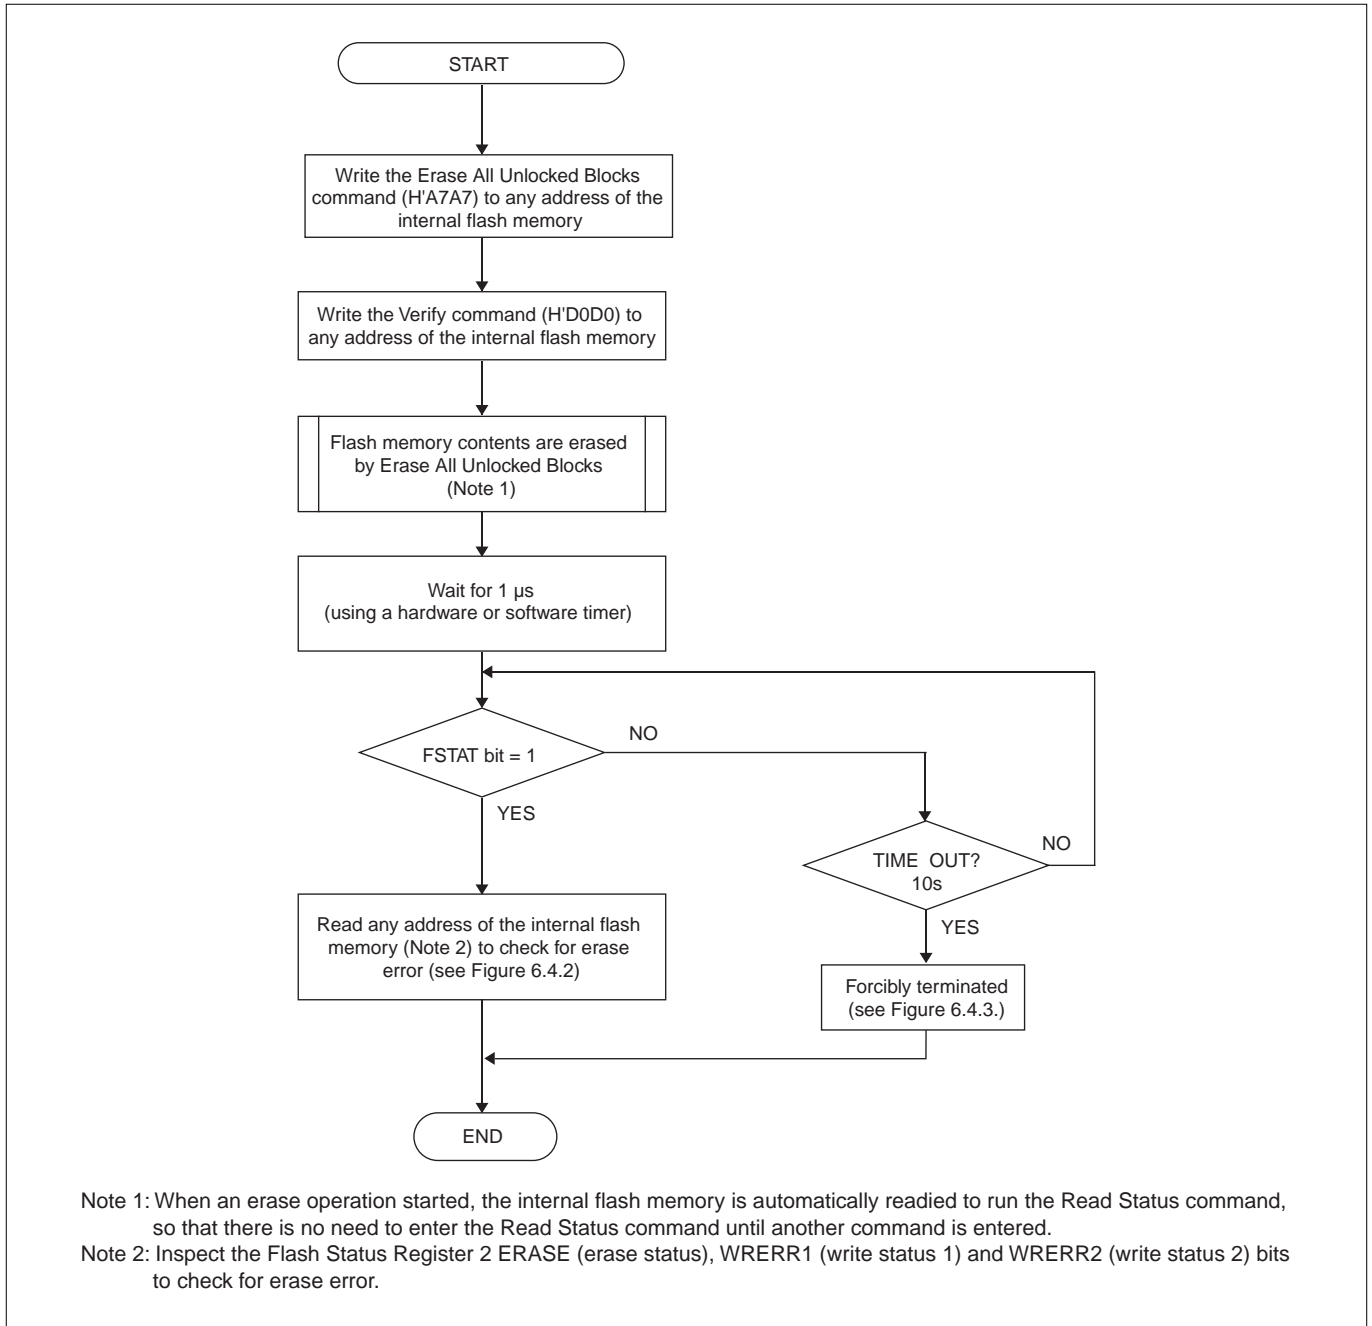 START
Write the Erase All Unlocked Blocks
command (H'A7A7) to any address of the
internal flash memory
Write the Verify command (H'D0D0) to
any address of the internal flash memory
Flash memory contents are erased
by Erase All Unlocked Blocks
(Note 1)
Wait for 1 µs
(using a hardware or software timer)
FSTAT bit = 1
NO
YES
TIME OUT?
10s
NO
YES
Read any address of the internal flash
memory (Note 2) to check for erase
error (see Figure 6.4.2)
Forcibly terminated
(see Figure 6.4.3.)
END
Note 1: When an erase operation started, the internal flash memory is automatically readied to run the Read Status command,
so that there is no need to enter the Read Status command until another command is entered.
Note 2: Inspect the Flash Status Register 2 ERASE (erase status), WRERR1 (write status 1) and WRERR2 (write status 2) bits
to check for erase error.